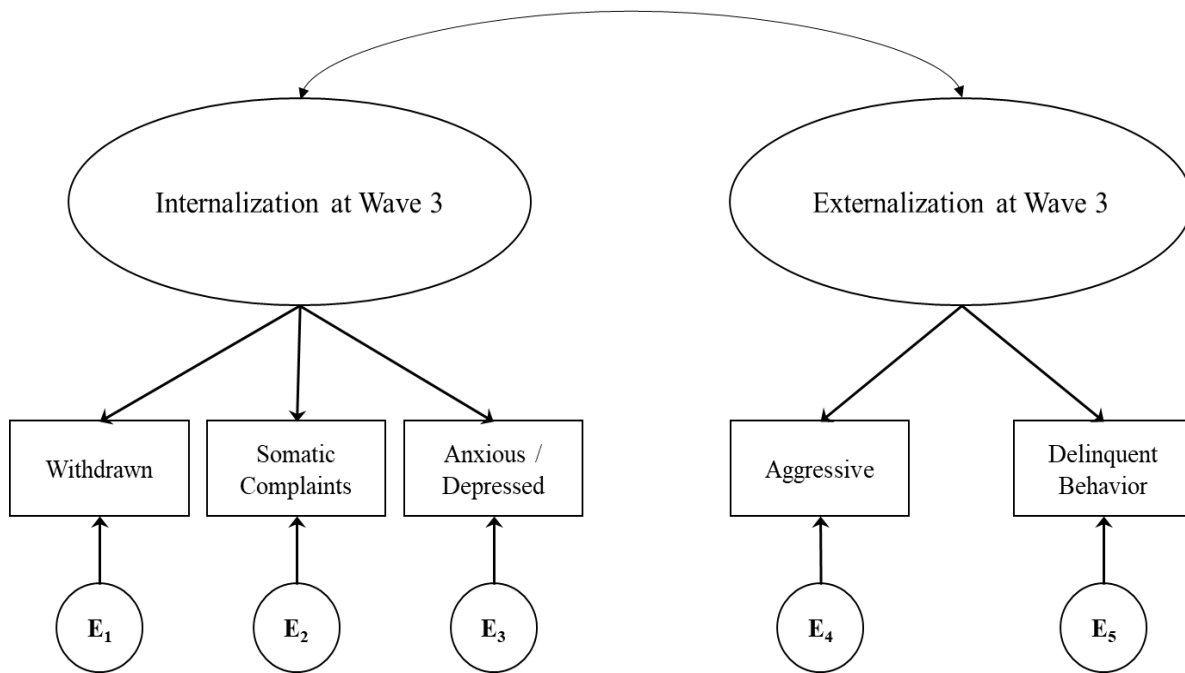 Internalization at Wave 3
Externalization at Wave 3
Withdrawn
Somatic
Complaints
Anxious /
Depressed
Aggressive
Delinquent
Behavior
E₁
E₂
E₃
E₄
E₅